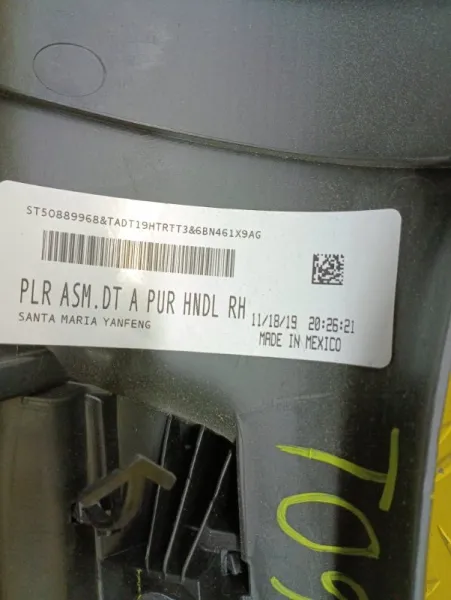 ST50889968&TADT19HTRTT3&6BN461X9AG
PLR ASM.DT A PUR HNDL RH
SANTA MARIA YANFENG
11/18/19 20:26:21
MADE IN MEXICO